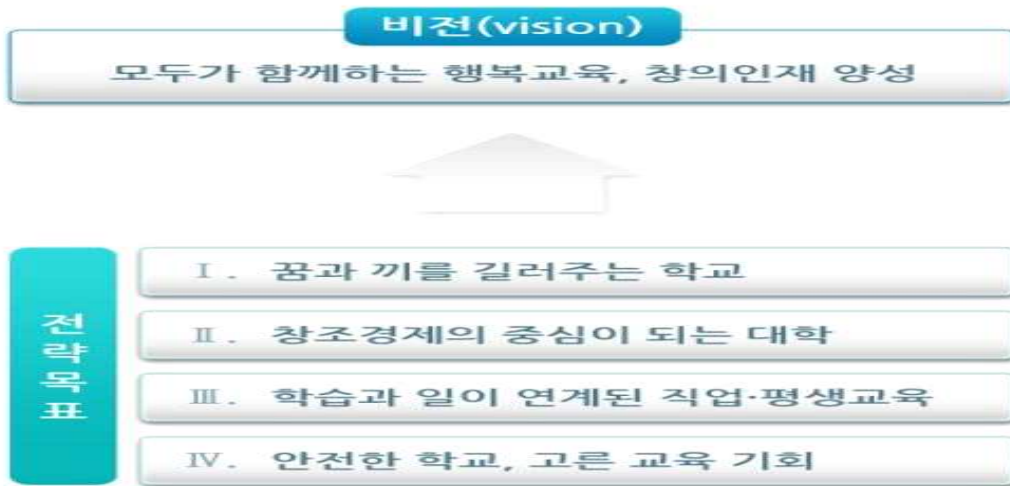 비전(vision)
모두가 함께하는 행복교육, 창의인재 양성
전략목표
Ⅰ. 꿈과 끼를 길러주는 학교
Ⅱ. 창조경제의 중심이 되는 대학
Ⅲ. 학습과 일이 연계된 직업·평생교육
Ⅳ. 안전한 학교, 고른 교육 기회